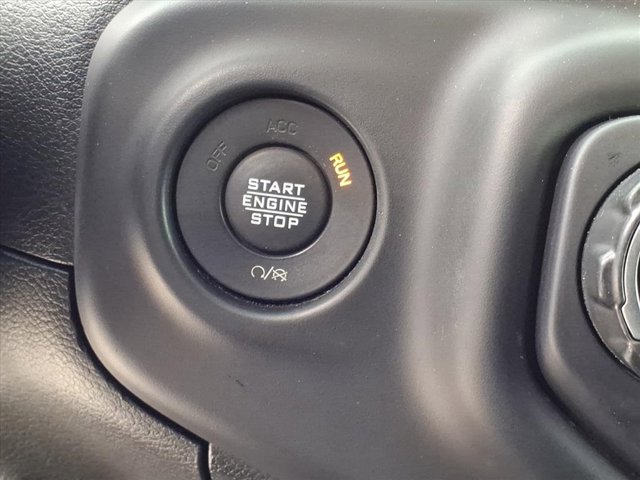 OFF
ACC
RUN
START
ENGINE
STOP